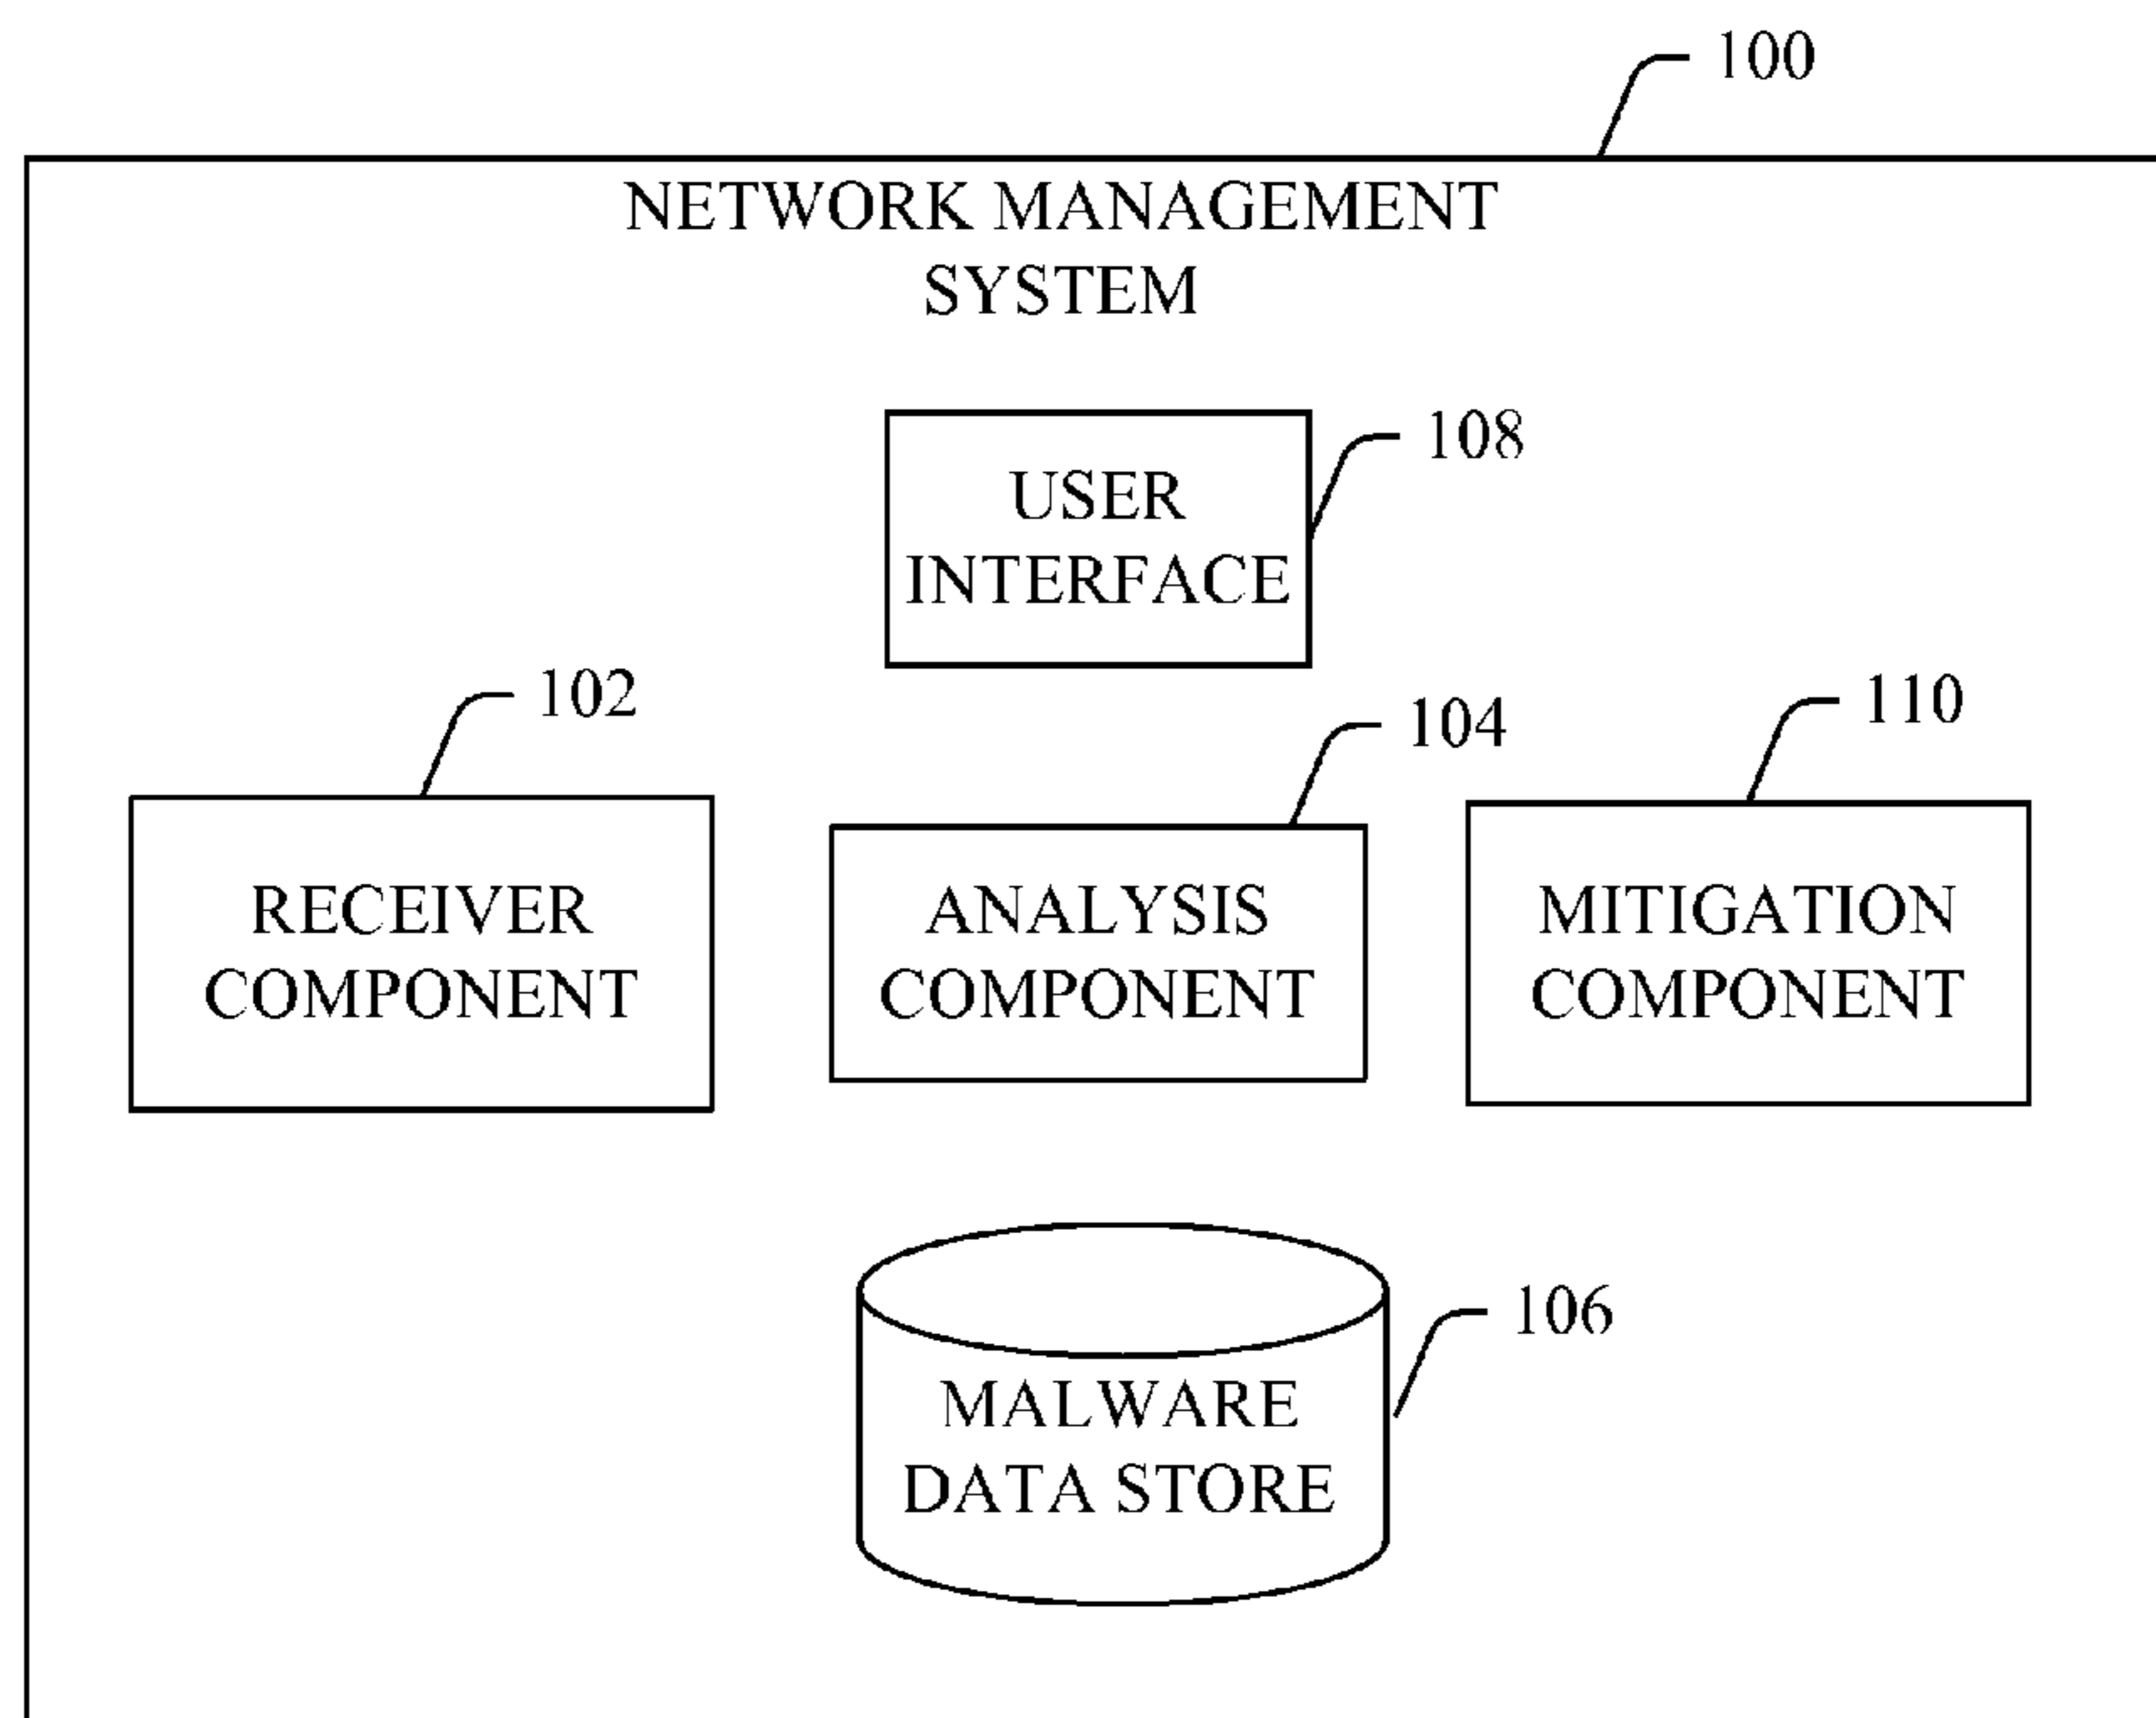 100
NETWORK MANAGEMENT
SYSTEM
108
USER
INTERFACE
102
104
110
RECEIVER
COMPONENT
ANALYSIS
COMPONENT
MITIGATION
COMPONENT
106
MALWARE
DATA STORE